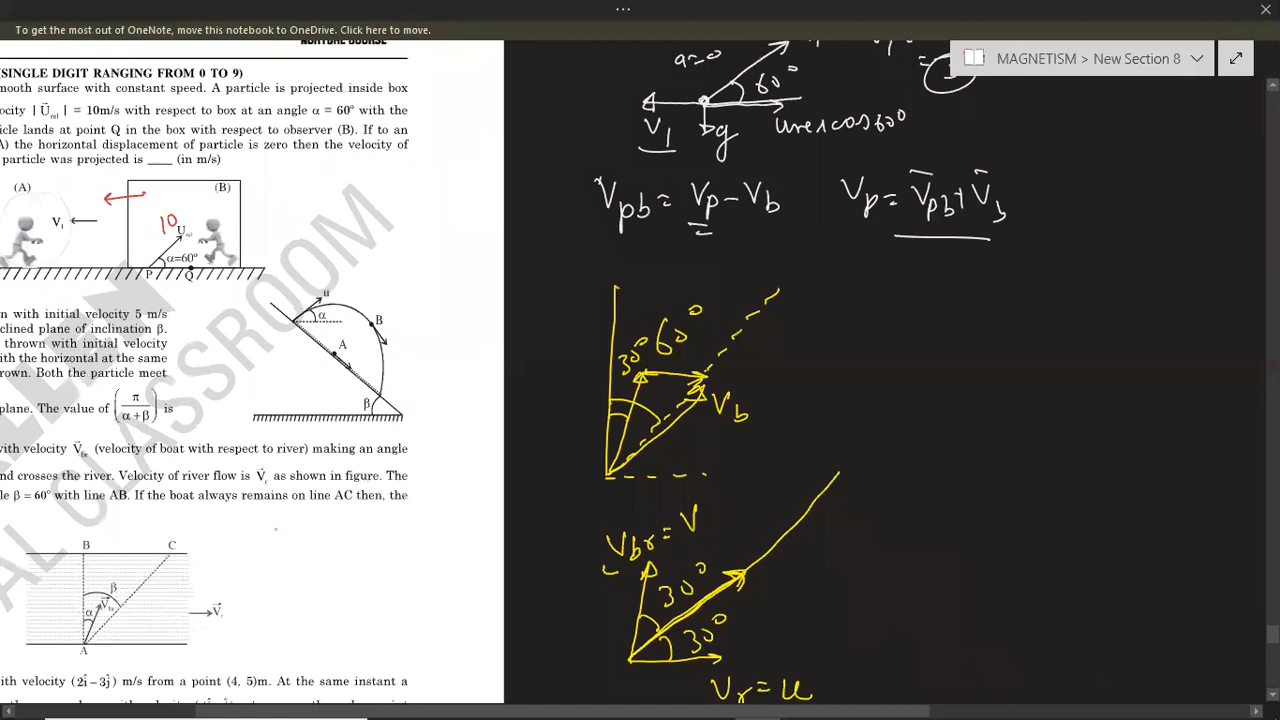 To get the most out of OneNote, move this notebook to OneDrive. Click here to move.
MAGNETISM > New Section 8
(SINGLE DIGIT RANGING FROM 0 TO 9)
mooth surface with constant speed. A particle is projected inside box
locity | U⃗rel | = 10m/s with respect to box at an angle α = 60° with the
icle lands at point Q in the box with respect to observer (B). If to an
A) the horizontal displacement of particle is zero then the velocity of
particle was projected is ____ (in m/s)
(A)
(B)
V1
10
Urel
α=60°
P
Q
wn with initial velocity 5 m/s
clined plane of inclination β.
thrown with initial velocity
with the horizontal at the same
rown. Both the particle meet
plane. The value of (π/(α+β)) is
u
α
B
A
β
with velocity V⃗br (velocity of boat with respect to river) making an angle
and crosses the river. Velocity of river flow is V⃗r as shown in figure. The
le β = 60° with line AB. If the boat always remains on line AC then, the
B
C
β
α
V⃗br
V⃗r
A
with velocity (2î – 3ĵ) m/s from a point (4, 5)m. At the same instant a
CLASSROOM
a=0
60°
V1
g
urel cos60°
Vpb = Vp – Vb
Vp = V̄pb + V̄b
30°
60°
Vb
Vbr = V
30°
30°
Vr = u